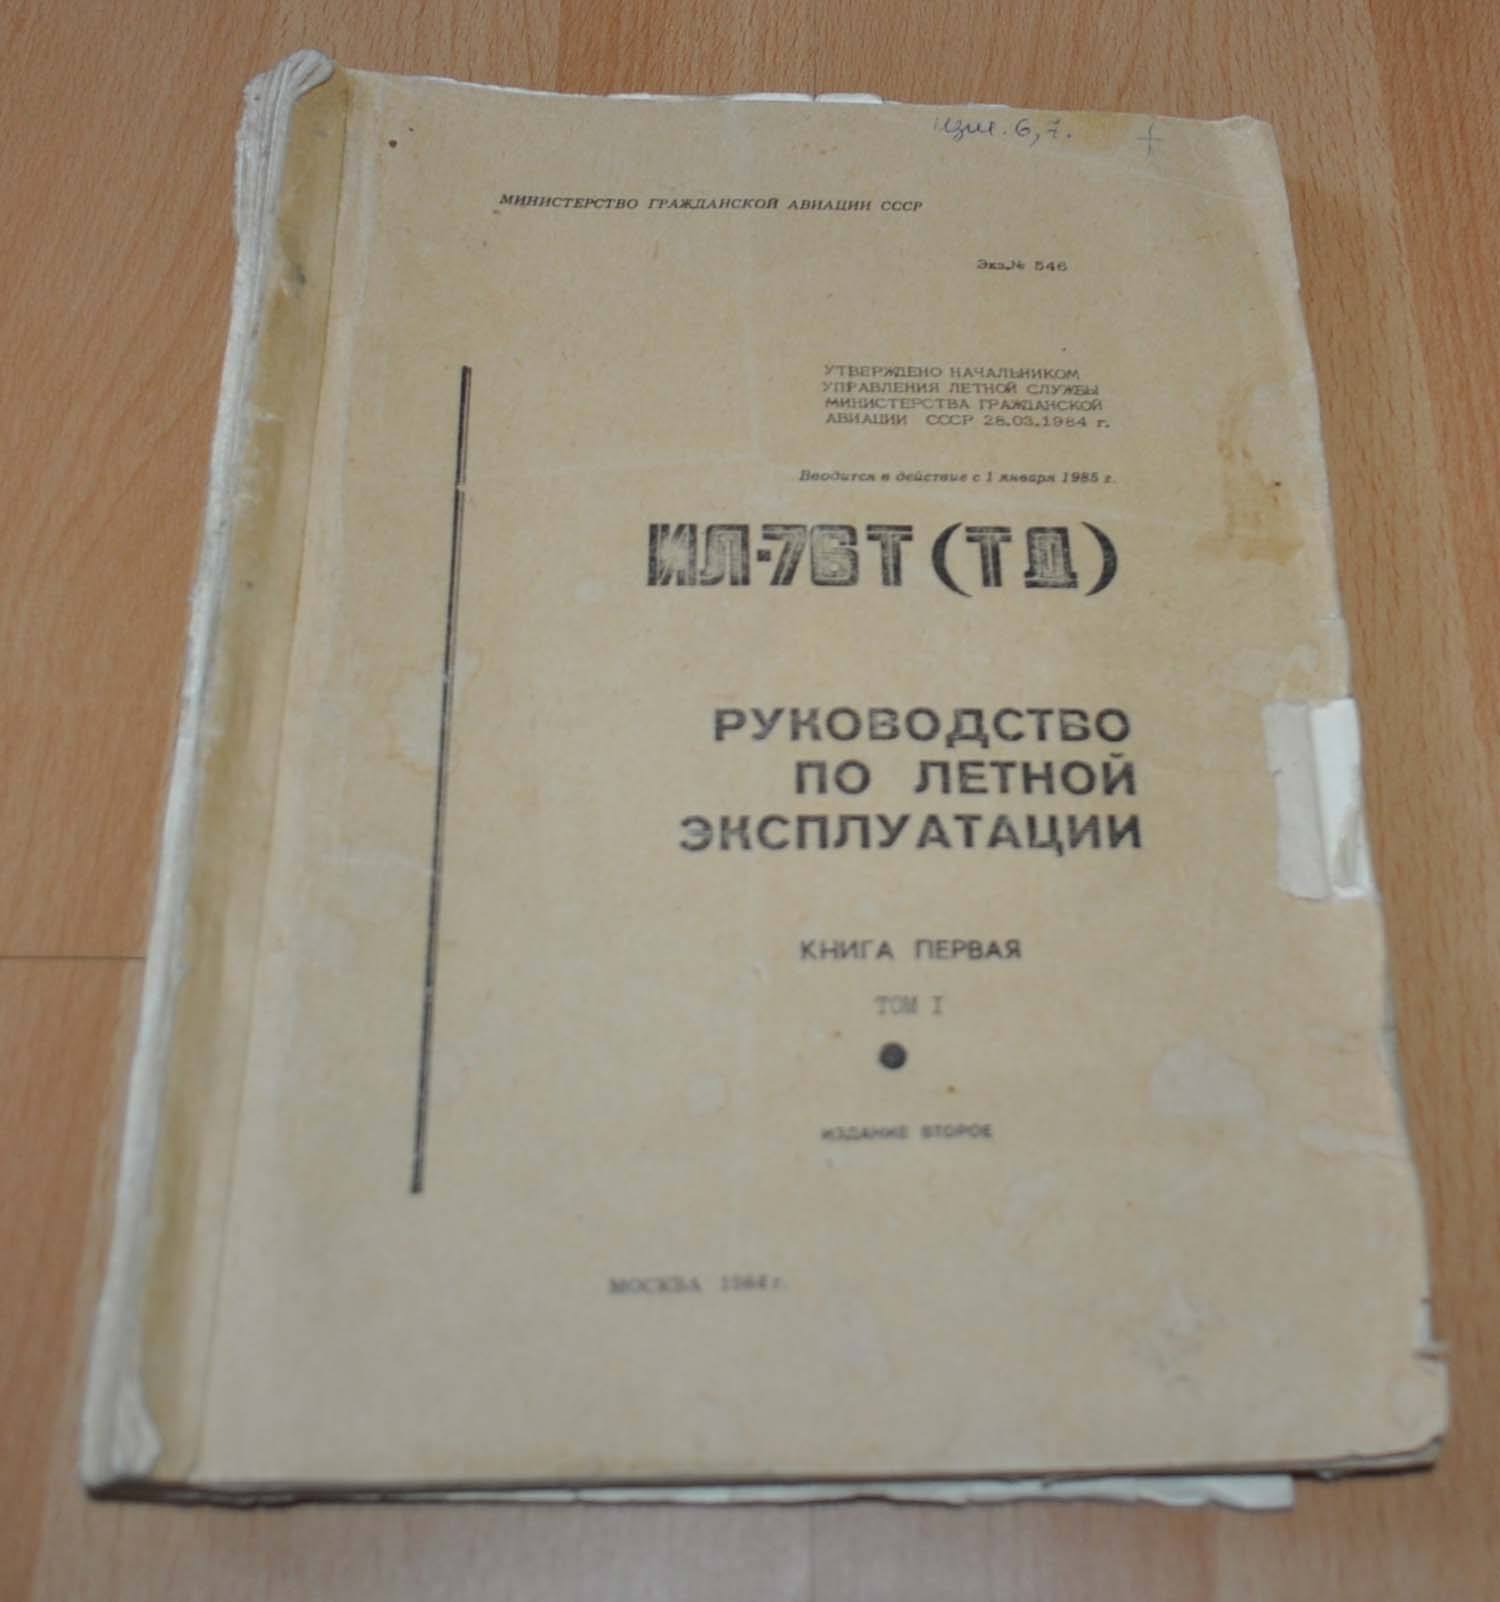 изм. 6,7. +
МИНИСТЕРСТВО ГРАЖДАНСКОЙ АВИАЦИИ СССР
Экз.№ 546
УТВЕРЖДЕНО НАЧАЛЬНИКОМ
УПРАВЛЕНИЯ ЛЕТНОЙ СЛУЖБЫ
МИНИСТЕРСТВА ГРАЖДАНСКОЙ
АВИАЦИИ СССР 28.03.1984 г.
Вводится в действие с 1 января 1985 г.
ИЛ-76Т (ТД)
РУКОВОДСТВО
ПО ЛЕТНОЙ
ЭКСПЛУАТАЦИИ
КНИГА ПЕРВАЯ
ТОМ I
ИЗДАНИЕ ВТОРОЕ
МОСКВА 1984 г.